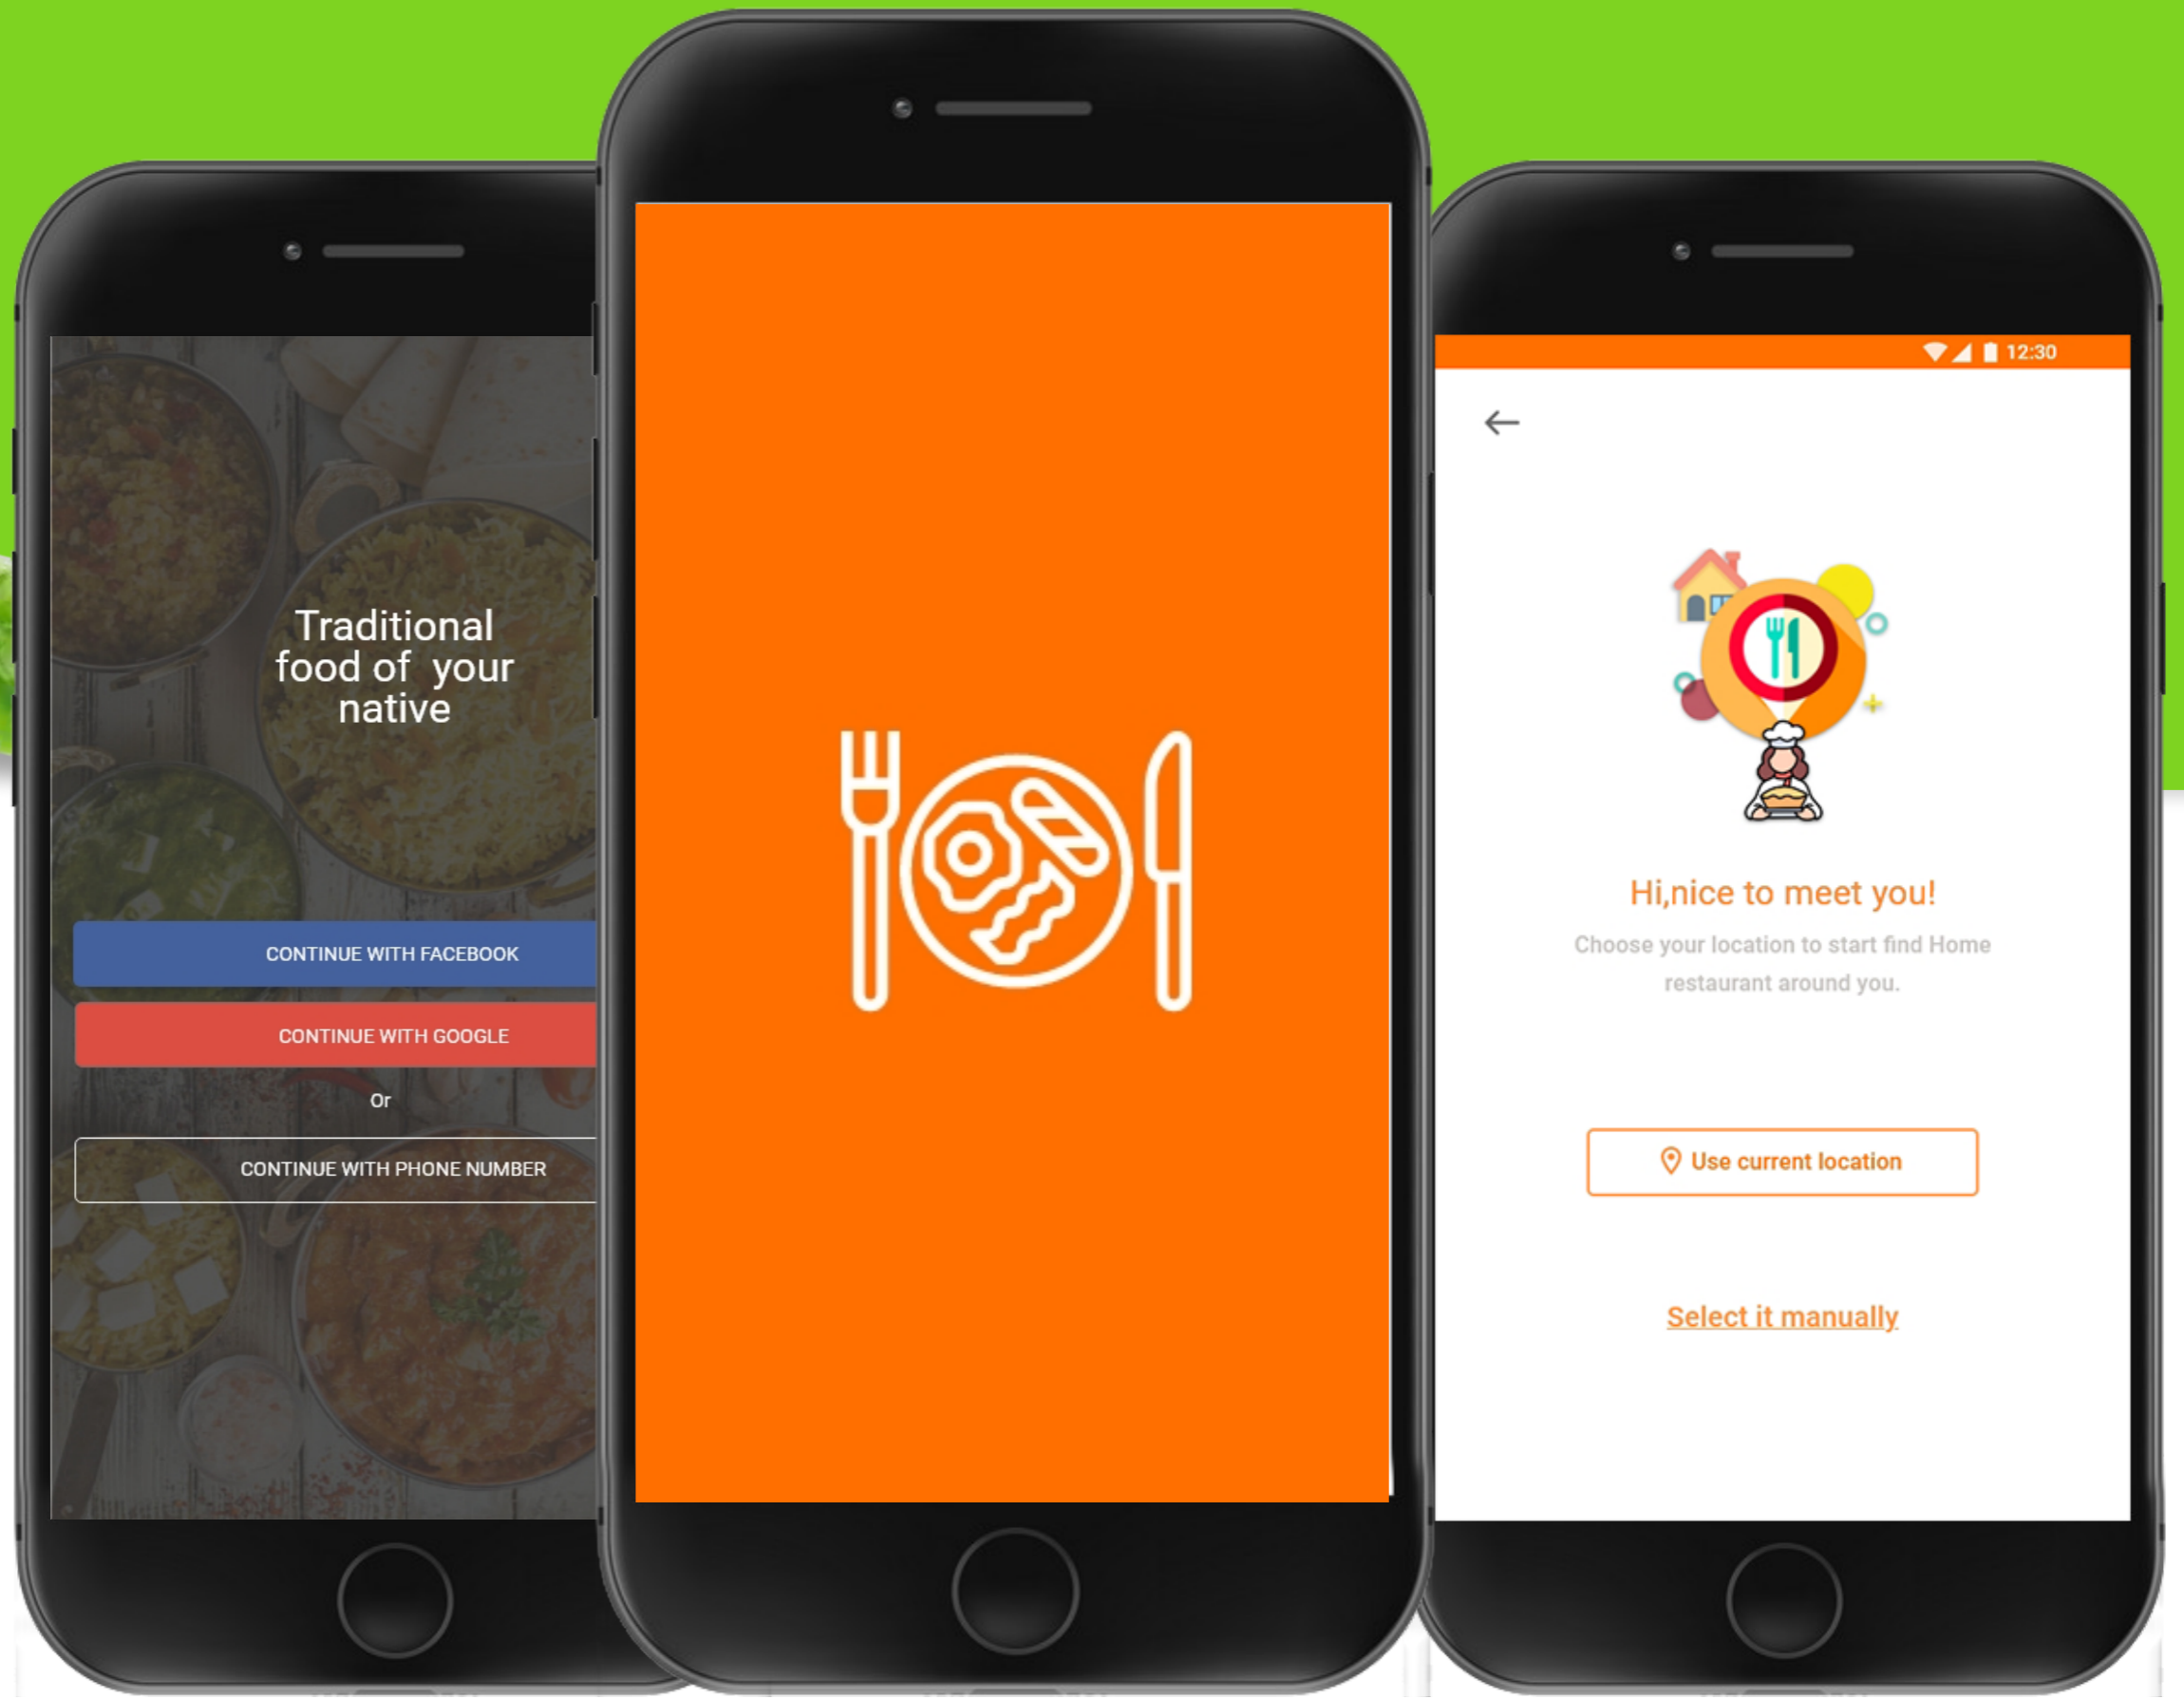 Traditional
food of your
native
CONTINUE WITH FACEBOOK
CONTINUE WITH GOOGLE
Or
CONTINUE WITH PHONE NUMBER
12:30
Hi,nice to meet you!
Choose your location to start find Home
restaurant around you.
Use current location
Select it manually